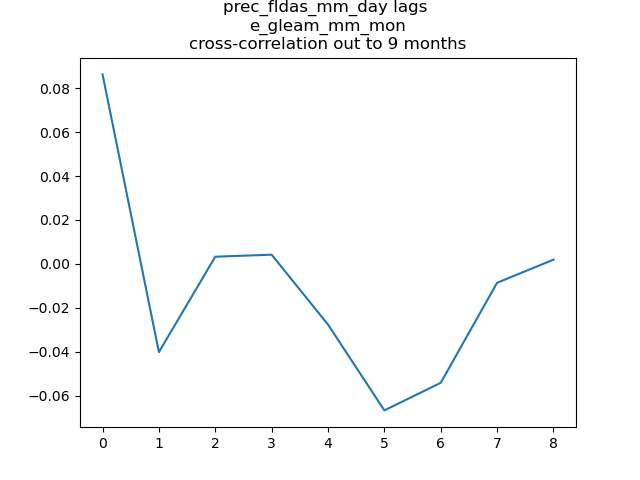 prec_fldas_mm_day lags
e_gleam_mm_mon
cross-correlation out to 9 months
0.08
0.06
0.04
0.02
0.00
−0.02
−0.04
−0.06
0 1 2 3 4 5 6 7 8